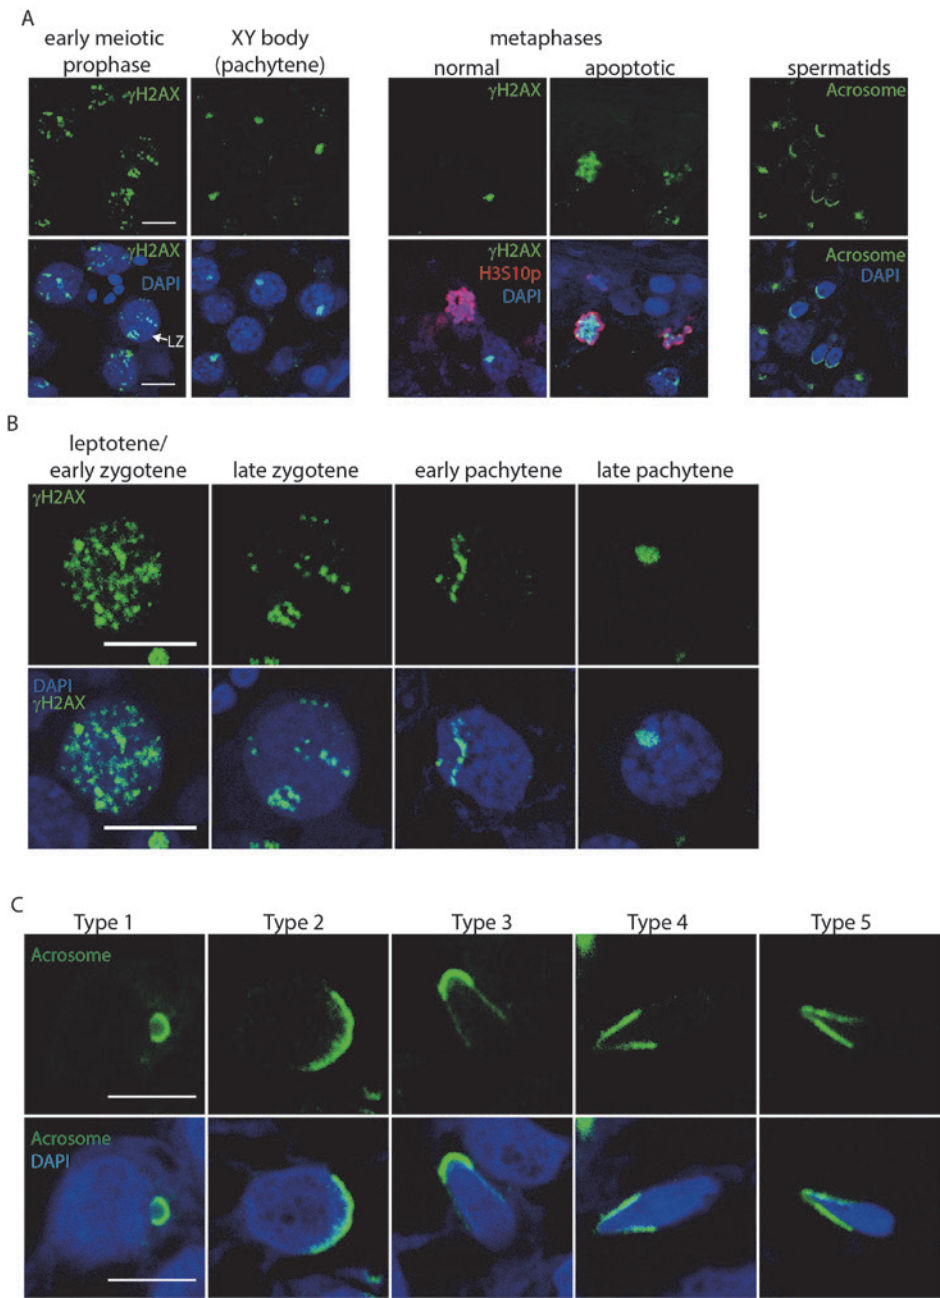 A
early meiotic
prophase
XY body
(pachytene)
metaphases
normal
apoptotic
spermatids
γH2AX
γH2AX
γH2AX
Acrosome
γH2AX
DAPI
LZ
γH2AX
H3S10p
DAPI
Acrosome
DAPI
B
leptotene/
early zygotene
late zygotene
early pachytene
late pachytene
γH2AX
DAPI
γH2AX
C
Type 1
Type 2
Type 3
Type 4
Type 5
Acrosome
Acrosome
DAPI